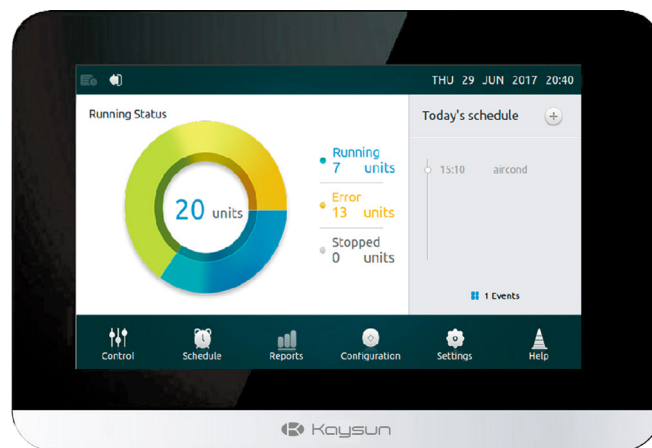 THU 29 JUN 2017 20:40
Running Status
20 units
Running
7 units
Error
13 units
Stopped
0 units
Today's schedule
15:10 aircond
1 Events
Control
Schedule
Reports
Configuration
Settings
Help
Kaysun